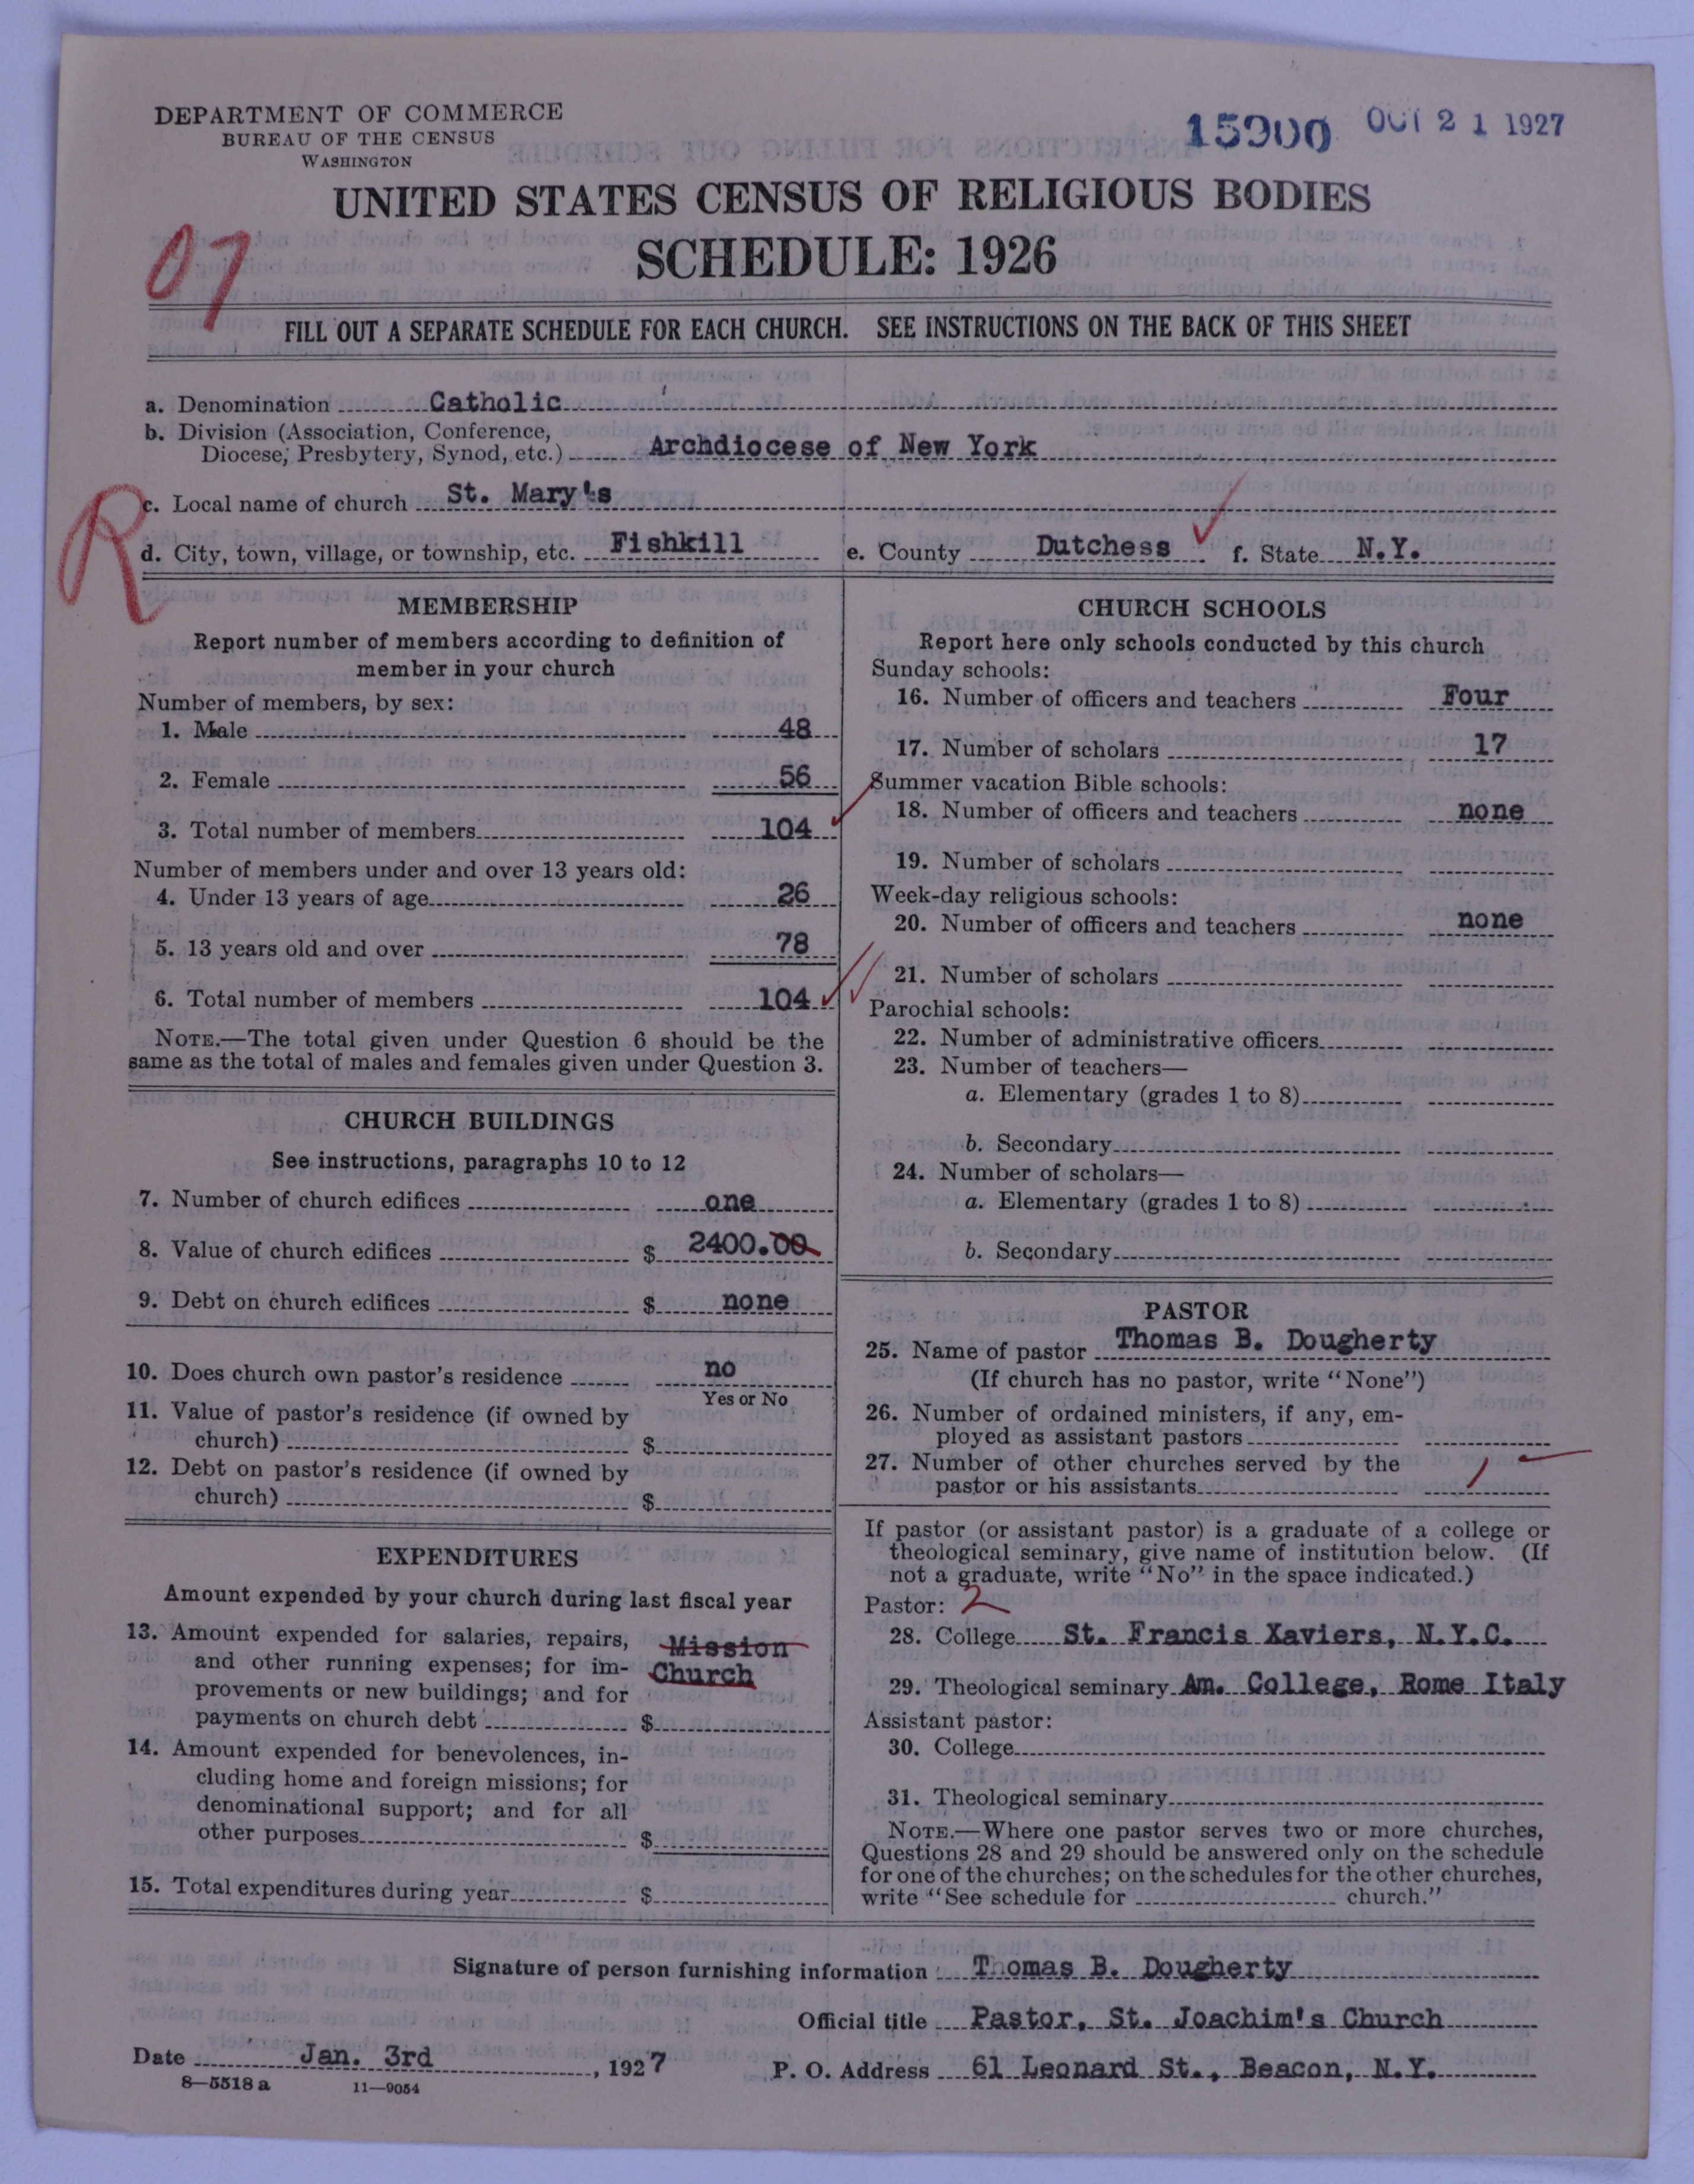 DEPARTMENT OF COMMERCE
BUREAU OF THE CENSUS
WASHINGTON
15900 OCT 21 1927
UNITED STATES CENSUS OF RELIGIOUS BODIES
SCHEDULE: 1926
07
FILL OUT A SEPARATE SCHEDULE FOR EACH CHURCH. SEE INSTRUCTIONS ON THE BACK OF THIS SHEET
a. Denomination Catholic
b. Division (Association, Conference,
Diocese, Presbytery, Synod, etc.) Archdiocese of New York
R
c. Local name of church St. Mary's
d. City, town, village, or township, etc. Fishkill e. County Dutchess f. State N.Y.
MEMBERSHIP
Report number of members according to definition of
member in your church
Number of members, by sex:
1. Male 48
2. Female 56
3. Total number of members 104
Number of members under and over 13 years old:
4. Under 13 years of age 26
5. 13 years old and over 78
6. Total number of members 104
NOTE.—The total given under Question 6 should be the
same as the total of males and females given under Question 3.
CHURCH BUILDINGS
See instructions, paragraphs 10 to 12
7. Number of church edifices one
8. Value of church edifices $ 2400.00
9. Debt on church edifices $ none
10. Does church own pastor's residence no
Yes or No
11. Value of pastor's residence (if owned by
church) $
12. Debt on pastor's residence (if owned by
church) $
EXPENDITURES
Amount expended by your church during last fiscal year
13. Amount expended for salaries, repairs, Mission
and other running expenses; for im- Church
provements or new buildings; and for
payments on church debt $
14. Amount expended for benevolences, in-
cluding home and foreign missions; for
denominational support; and for all
other purposes $
15. Total expenditures during year $
CHURCH SCHOOLS
Report here only schools conducted by this church
Sunday schools:
16. Number of officers and teachers Four
17. Number of scholars 17
Summer vacation Bible schools:
18. Number of officers and teachers none
19. Number of scholars
Week-day religious schools:
20. Number of officers and teachers none
21. Number of scholars
Parochial schools:
22. Number of administrative officers
23. Number of teachers—
a. Elementary (grades 1 to 8)
b. Secondary
24. Number of scholars—
a. Elementary (grades 1 to 8)
b. Secondary
PASTOR
25. Name of pastor Thomas B. Dougherty
(If church has no pastor, write "None")
26. Number of ordained ministers, if any, em-
ployed as assistant pastors
27. Number of other churches served by the
pastor or his assistants 1
If pastor (or assistant pastor) is a graduate of a college or
theological seminary, give name of institution below. (If
not a graduate, write "No" in the space indicated.)
Pastor: 2
28. College St. Francis Xaviers, N.Y.C.
29. Theological seminary Am. College, Rome Italy
Assistant pastor:
30. College
31. Theological seminary
NOTE.—Where one pastor serves two or more churches,
Questions 28 and 29 should be answered only on the schedule
for one of the churches; on the schedules for the other churches,
write "See schedule for church."
Signature of person furnishing information Thomas B. Dougherty
Official title Pastor, St. Joachim's Church
Date Jan. 3rd, 1927 P. O. Address 61 Leonard St., Beacon, N.Y.
8—5518 a 11—9054